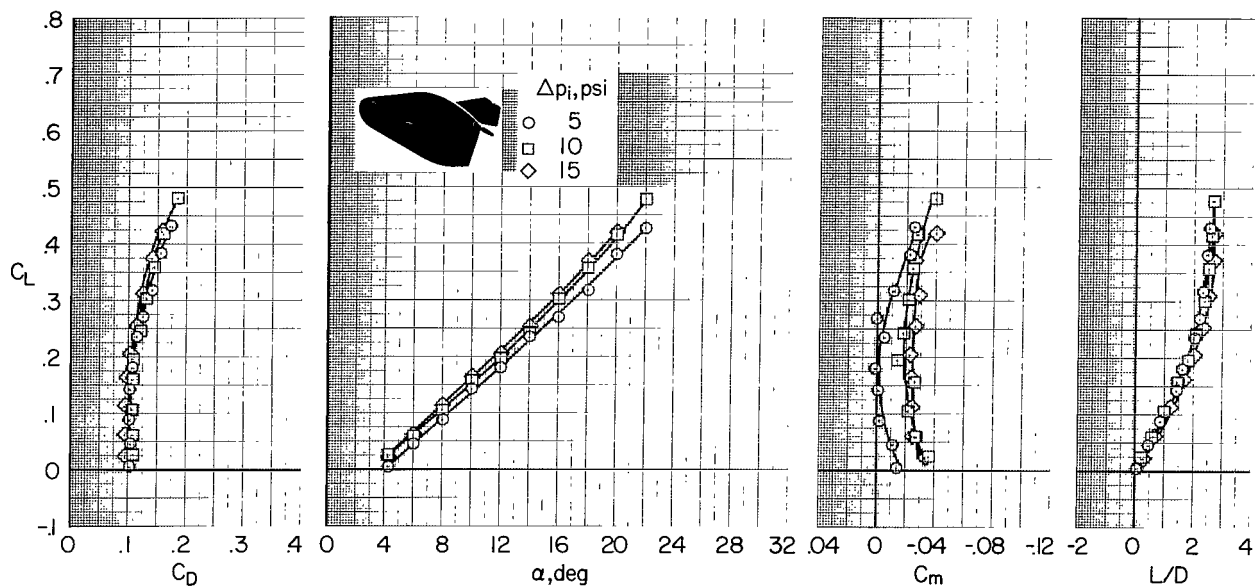 .8
.7
.6
.5
.4
.3
.2
.1
0
-.1
C_L
Δp_i, psi
○ 5
□ 10
◇ 15
0 .1 .2 .3 .4
0 4 8 12 16 20 24 28 32
.04 0 -.04 -.08 -.12
-2 0 2 4
C_D
α, deg
C_m
L/D